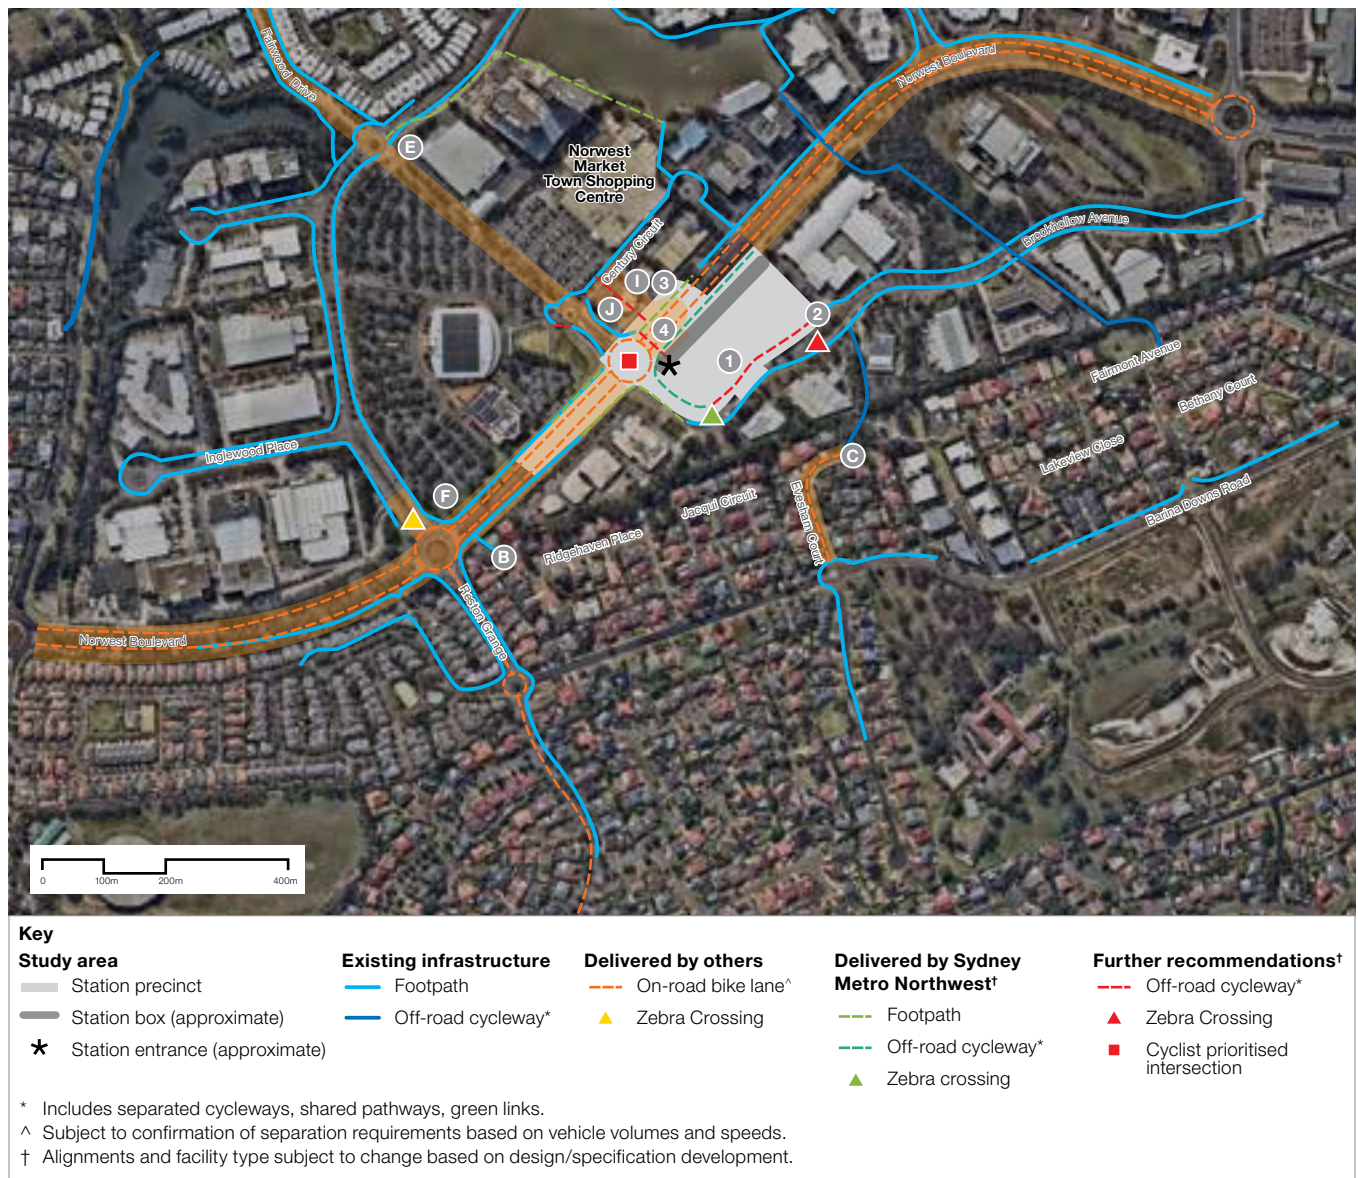 Fairwood Drive
Norwest Boulevard
E
Norwest
Market
Town Shopping
Centre
Brookhollow Avenue
Century Circuit
I
3
J
2
4
1
*
Fairmont Avenue
Bethany Court
Inglewood Place
C
Lakeview Close
F
Jacqui Circuit
Evesham Court
Barina Downs Road
B
Ridgehaven Place
Reston Grange
Norwest Boulevard
0 100m 200m 400m
Key
Study area
Station precinct
Station box (approximate)
* Station entrance (approximate)
Existing infrastructure
Footpath
Off-road cycleway*
Delivered by others
On-road bike lane^
Zebra Crossing
Delivered by Sydney
Metro Northwest†
Footpath
Off-road cycleway*
Zebra crossing
Further recommendations†
Off-road cycleway*
Zebra Crossing
Cyclist prioritised
intersection
* Includes separated cycleways, shared pathways, green links.
^ Subject to confirmation of separation requirements based on vehicle volumes and speeds.
† Alignments and facility type subject to change based on design/specification development.